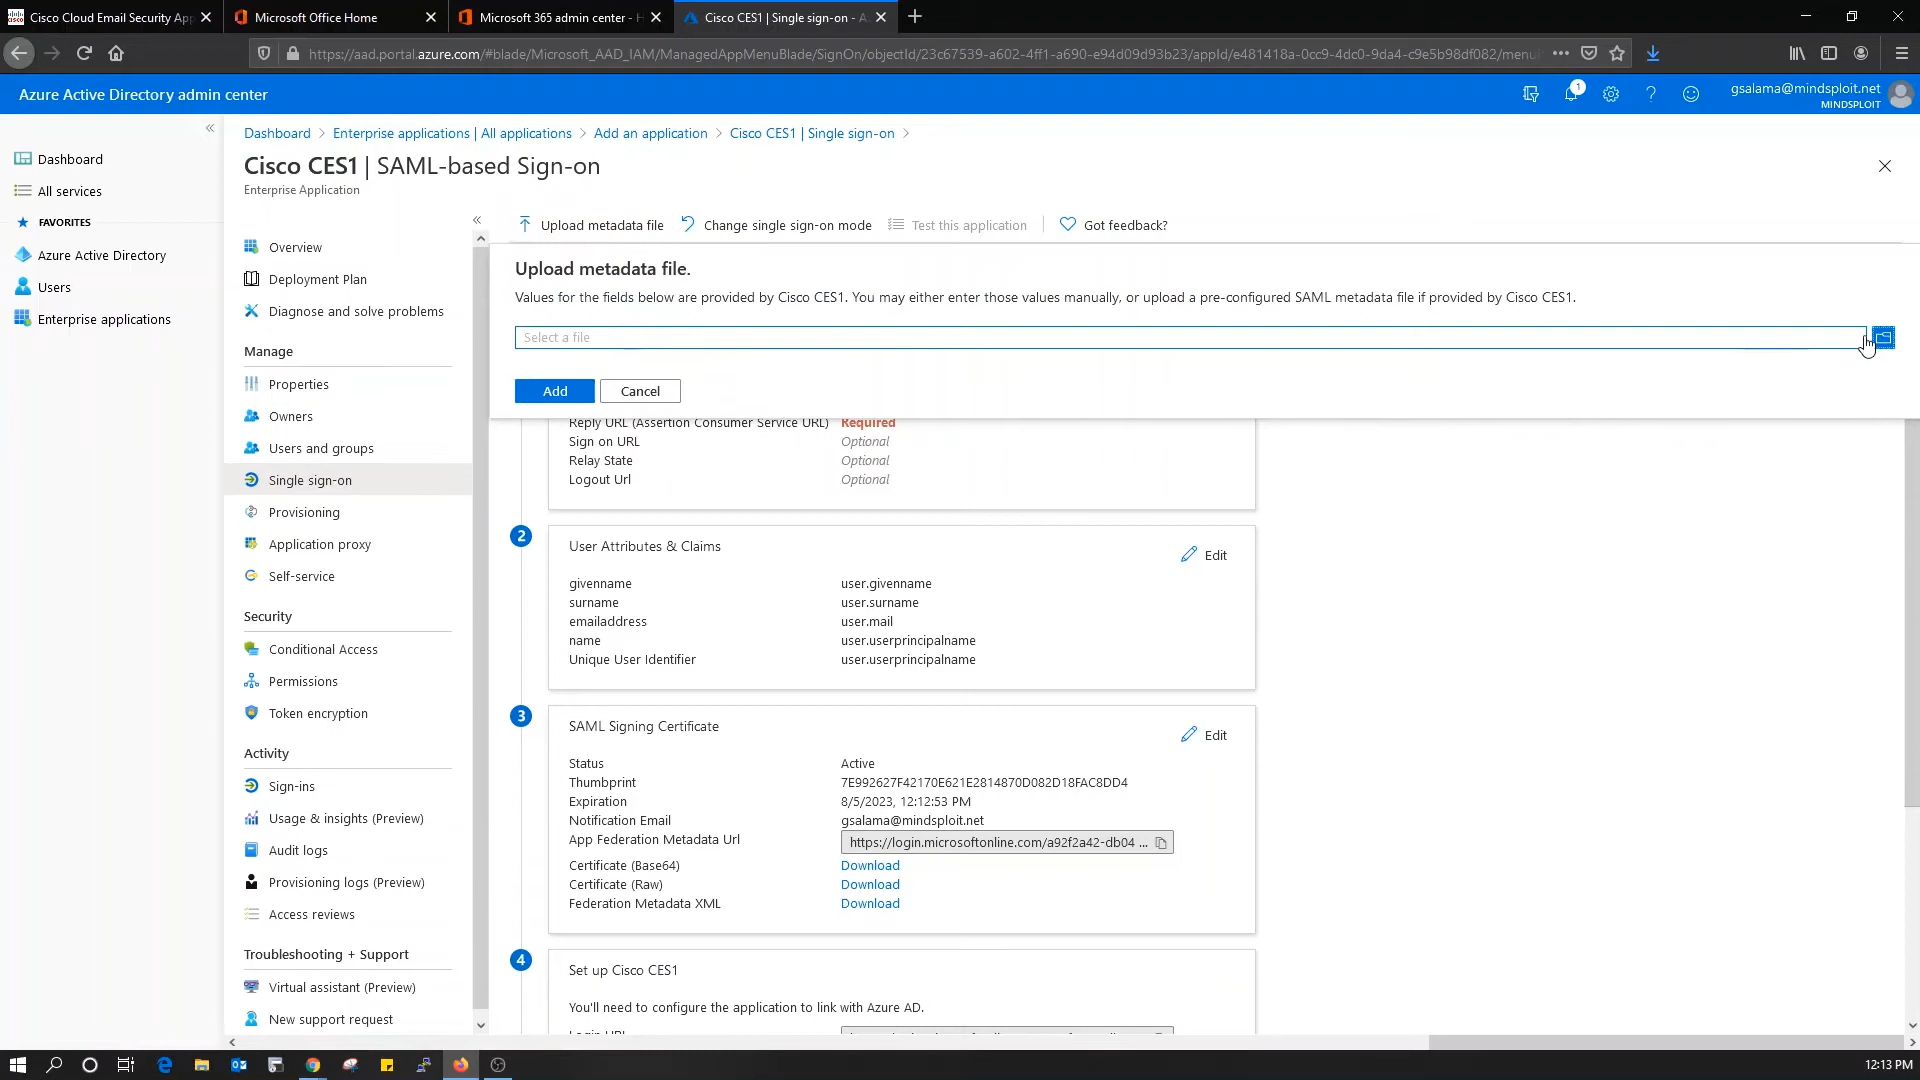 Cisco Cloud Email Security App
Microsoft Office Home
Microsoft 365 admin center - H
Cisco CES1 | Single sign-on - A
https://aad.portal.azure.com/#blade/Microsoft_AAD_IAM/ManagedAppMenuBlade/SignOn/objectId/23c67539-a602-4ff1-a690-e94d09d93b23/appId/e481418a-0cc9-4dc0-9da4-c9e5b98df082/menui
Azure Active Directory admin center
1
gsalama@mindsploit.net
MINDSPLOIT
Dashboard
All services
FAVORITES
Azure Active Directory
Users
Enterprise applications
Dashboard > Enterprise applications | All applications > Add an application > Cisco CES1 | Single sign-on >
Cisco CES1 | SAML-based Sign-on
Enterprise Application
Overview
Deployment Plan
Diagnose and solve problems
Manage
Properties
Owners
Users and groups
Single sign-on
Provisioning
Application proxy
Self-service
Security
Conditional Access
Permissions
Token encryption
Activity
Sign-ins
Usage & insights (Preview)
Audit logs
Provisioning logs (Preview)
Access reviews
Troubleshooting + Support
Virtual assistant (Preview)
New support request
Upload metadata file
Change single sign-on mode
Test this application
Got feedback?
Upload metadata file.
Values for the fields below are provided by Cisco CES1. You may either enter those values manually, or upload a pre-configured SAML metadata file if provided by Cisco CES1.
Select a file
Add
Cancel
Reply URL (Assertion Consumer Service URL) Required
Sign on URL Optional
Relay State Optional
Logout Url Optional
2
User Attributes & Claims
Edit
givenname user.givenname
surname user.surname
emailaddress user.mail
name user.userprincipalname
Unique User Identifier user.userprincipalname
3
SAML Signing Certificate
Edit
Status Active
Thumbprint 7E992627F42170E621E2814870D082D18FAC8DD4
Expiration 8/5/2023, 12:12:53 PM
Notification Email gsalama@mindsploit.net
App Federation Metadata Url https://login.microsoftonline.com/a92f2a42-db04 ...
Certificate (Base64) Download
Certificate (Raw) Download
Federation Metadata XML Download
4
Set up Cisco CES1
You'll need to configure the application to link with Azure AD.
Login URL
12:13 PM